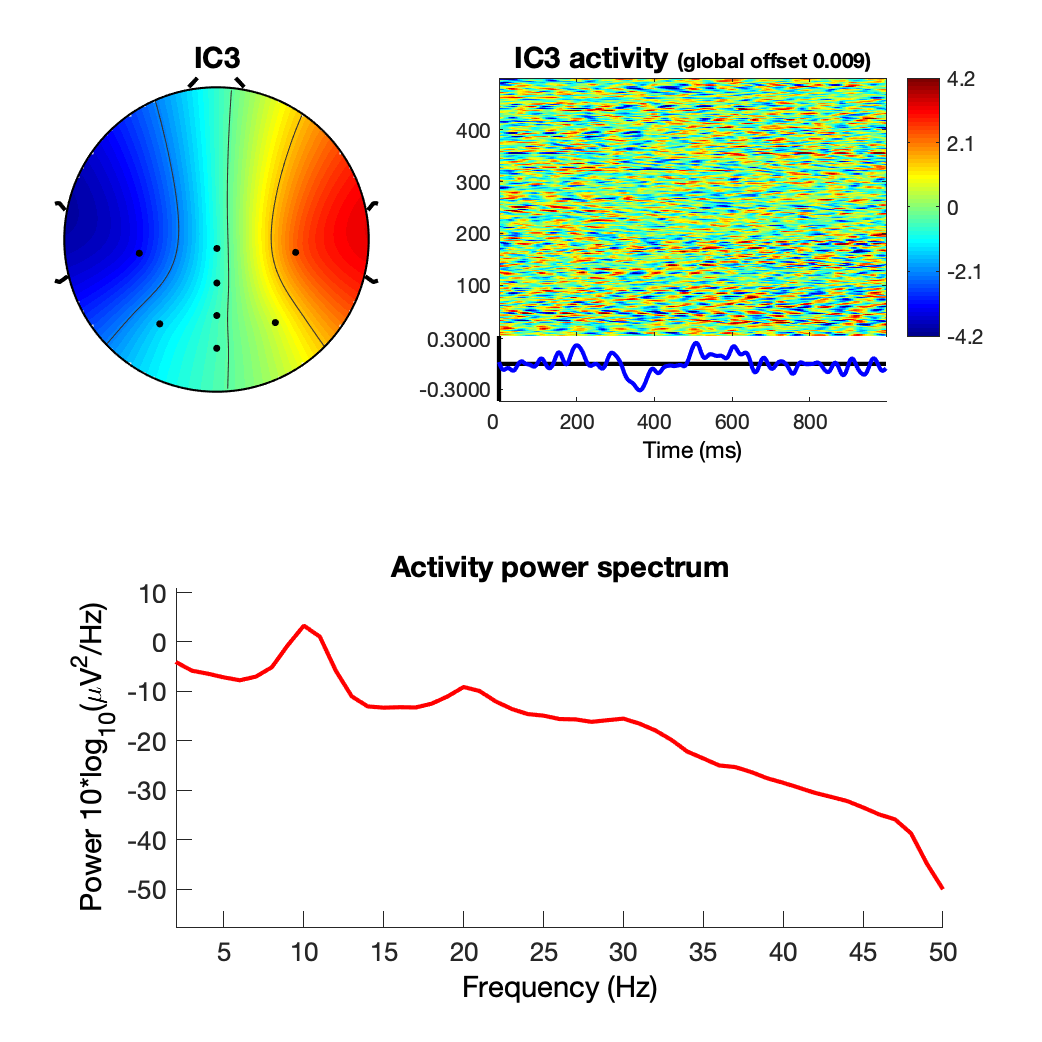 IC3
IC3 activity (global offset 0.009)
400
300
200
100
4.2
2.1
0
-2.1
-4.2
0.3000
-0.3000
0 200 400 600 800
Time (ms)
Activity power spectrum
10
0
-10
-20
-30
-40
-50
Power 10*log10(μV2/Hz)
5 10 15 20 25 30 35 40 45 50
Frequency (Hz)